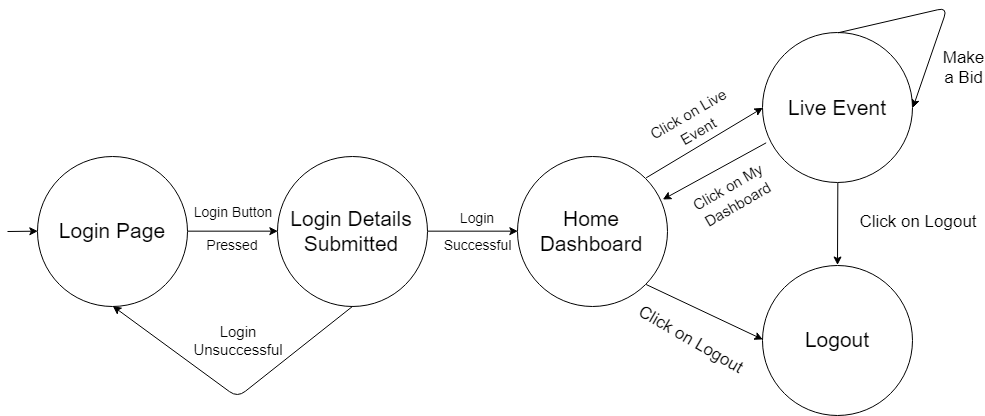 Login Page
Login Button
Pressed
Login Details
Submitted
Login
Unsuccessful
Login
Successful
Home
Dashboard
Click on Live
Event
Click on My
Dashboard
Live Event
Make
a Bid
Click on Logout
Click on Logout
Logout